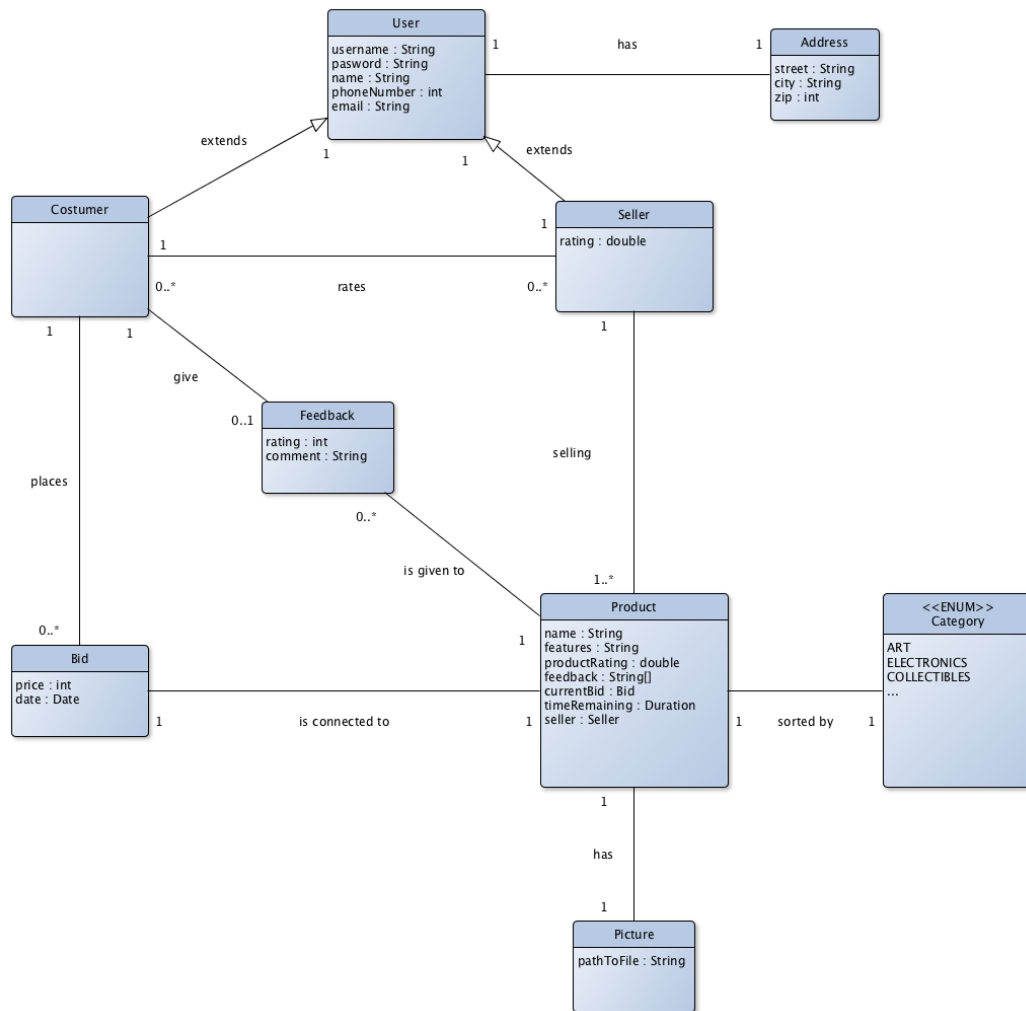 User
username : String
pasword : String
name : String
phoneNumber : int
email : String
1
has
1
Address
street : String
city : String
zip : int
extends
1
1
extends
Costumer
Seller
rating : double
1
1
0..*
rates
0..*
1
1
give
1
0..1
Feedback
rating : int
comment : String
places
selling
0..*
is given to
1..*
0..*
Bid
price : int
date : Date
1
Product
name : String
features : String
productRating : double
feedback : String[]
currentBid : Bid
timeRemaining : Duration
seller : Seller
<<ENUM>>
Category
ART
ELECTRONICS
COLLECTIBLES
...
1
is connected to
1
1
sorted by
1
1
has
1
Picture
pathToFile : String